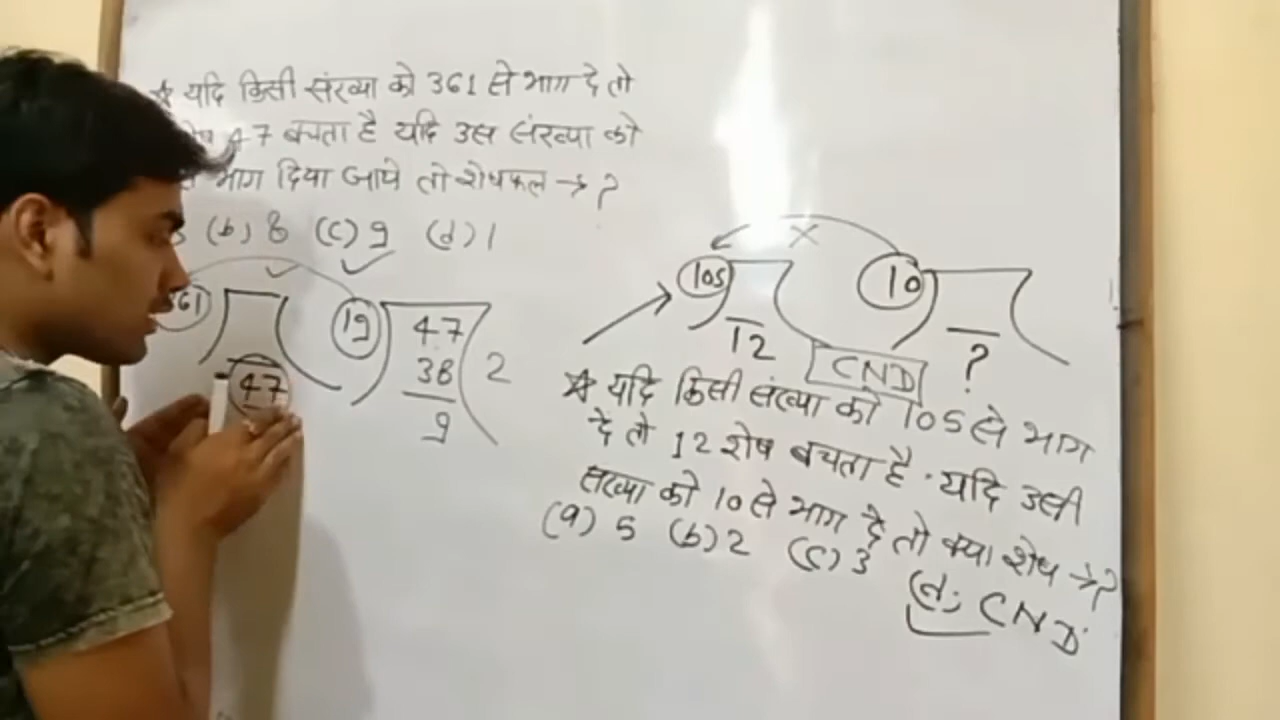 ☆ यदि किसी संख्या को 361 से भाग दे तो
47 बचता है यदि उस संख्या को
भाग दिया जाये तो शेषफल → ?
(b) 8 (c) 9 (d) 1
361) 47
19) 47 ( 2
38
9
105) 12
10) ?
CND
☆ यदि किसी संख्या को 105 से भाग
दे तो 12 शेष बचता है . यदि उसी
संख्या को 10 से भाग दे तो क्या शेष → ?
(a) 5 (b) 2 (c) 3
(d) CND